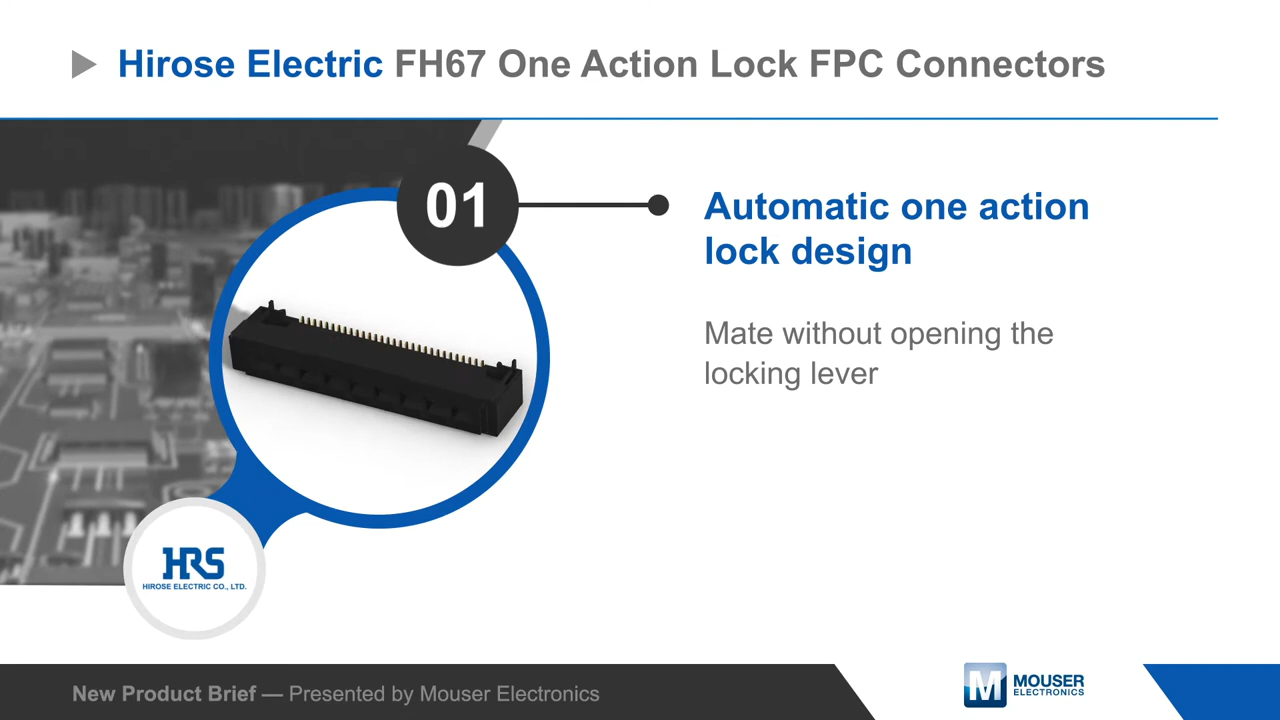 Hirose Electric FH67 One Action Lock FPC Connectors
01
Automatic one action
lock design
Mate without opening the
locking lever
HRS
HIROSE ELECTRIC CO., LTD.
New Product Brief — Presented by Mouser Electronics
M
MOUSER
ELECTRONICS